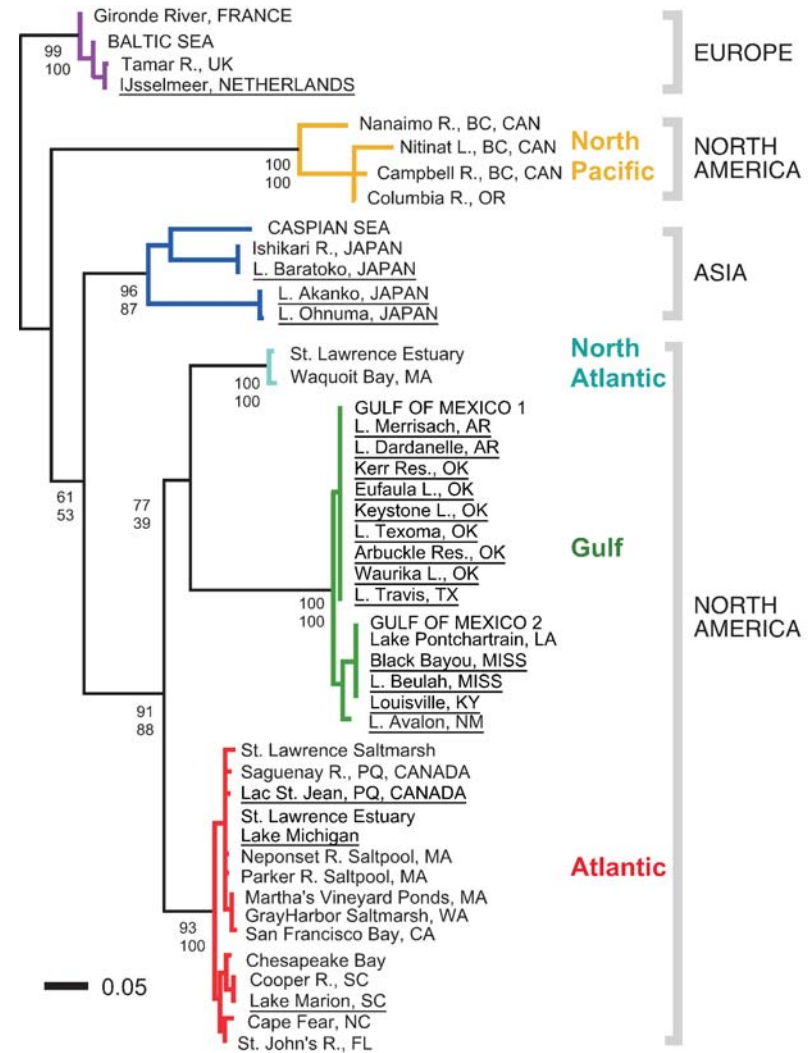 Gironde River, FRANCE
BALTIC SEA
Tamar R., UK
IJsselmeer, NETHERLANDS
99
100
EUROPE
Nanaimo R., BC, CAN
Nitinat L., BC, CAN
Campbell R., BC, CAN
Columbia R., OR
100
100
North
Pacific
NORTH
AMERICA
CASPIAN SEA
Ishikari R., JAPAN
L. Baratoko, JAPAN
L. Akanko, JAPAN
L. Ohnuma, JAPAN
96
87
ASIA
St. Lawrence Estuary
Waquoit Bay, MA
100
100
North
Atlantic
GULF OF MEXICO 1
L. Merrisach, AR
L. Dardanelle, AR
Kerr Res., OK
Eufaula L., OK
Keystone L., OK
L. Texoma, OK
Arbuckle Res., OK
Waurika L., OK
L. Travis, TX
61
53
77
39
Gulf
100
100
GULF OF MEXICO 2
Lake Pontchartrain, LA
Black Bayou, MISS
L. Beulah, MISS
Louisville, KY
L. Avalon, NM
NORTH
AMERICA
91
88
St. Lawrence Saltmarsh
Saguenay R., PQ, CANADA
Lac St. Jean, PQ, CANADA
St. Lawrence Estuary
Lake Michigan
Neponset R. Saltpool, MA
Parker R. Saltpool, MA
Martha's Vineyard Ponds, MA
GrayHarbor Saltmarsh, WA
San Francisco Bay, CA
Atlantic
93
100
Chesapeake Bay
Cooper R., SC
Lake Marion, SC
Cape Fear, NC
St. John's R., FL
0.05